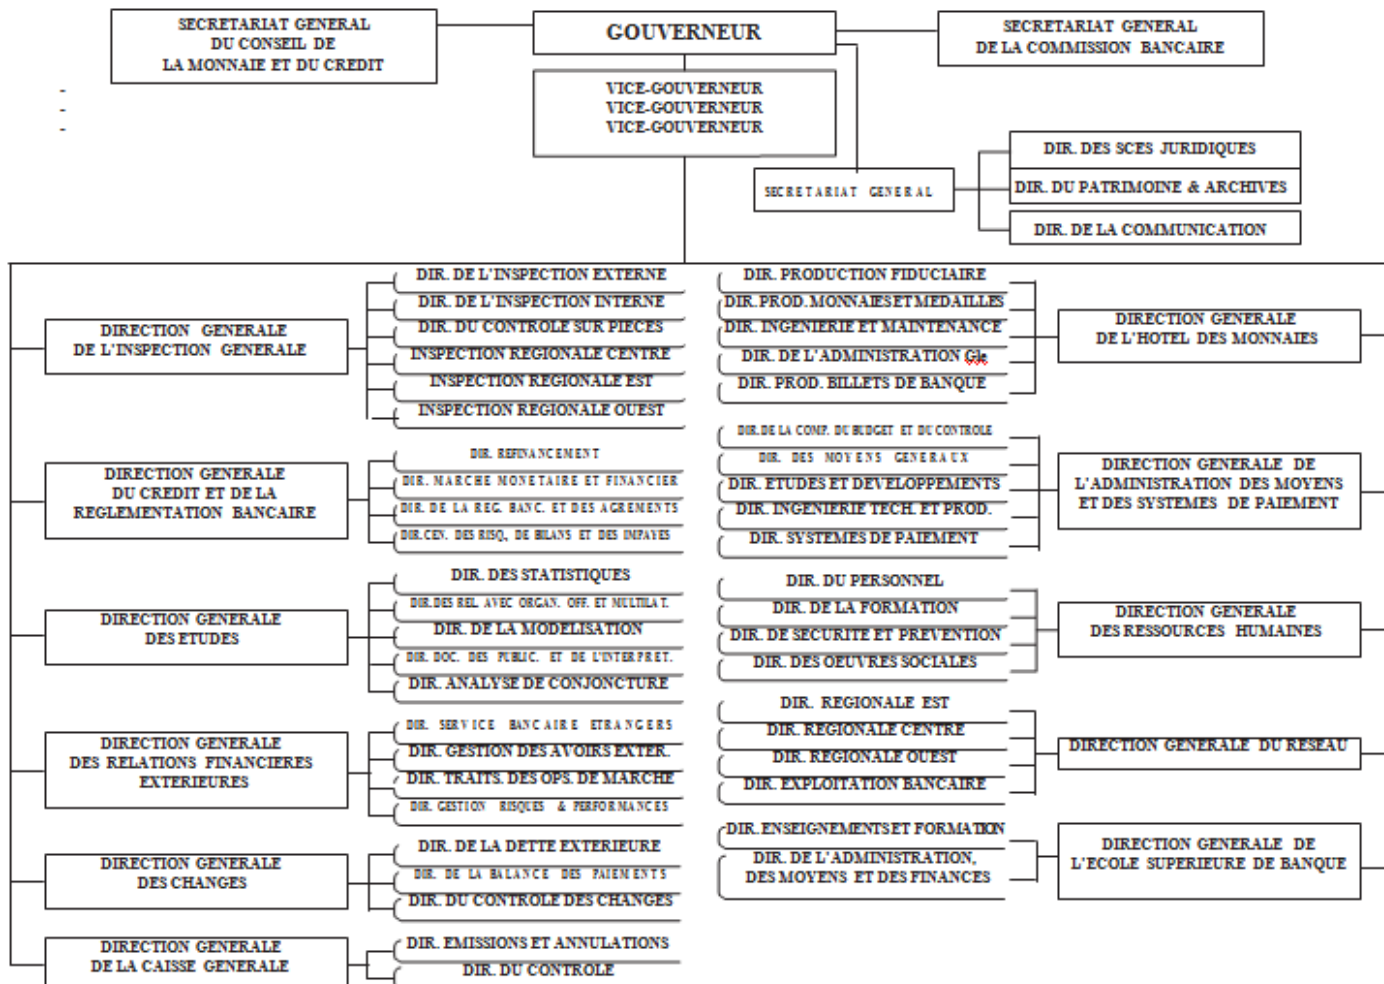 SECRETARIAT GENERAL
DU CONSEIL DE
LA MONNAIE ET DU CREDIT
GOUVERNEUR
SECRETARIAT GENERAL
DE LA COMMISSION BANCAIRE
-
-
-
VICE-GOUVERNEUR
VICE-GOUVERNEUR
VICE-GOUVERNEUR
SECRETARIAT GENERAL
DIR. DES SCES JURIDIQUES
DIR. DU PATRIMOINE & ARCHIVES
DIR. DE LA COMMUNICATION
DIRECTION GENERALE
DE L'INSPECTION GENERALE
DIR. DE L'INSPECTION EXTERNE
DIR. DE L'INSPECTION INTERNE
DIR. DU CONTROLE SUR PIECES
INSPECTION REGIONALE CENTRE
INSPECTION REGIONALE EST
INSPECTION REGIONALE OUEST
DIRECTION GENERALE
DU CREDIT ET DE LA
REGLEMENTATION BANCAIRE
DIR. REFINANCEMENT
DIR. MARCHE MONETAIRE ET FINANCIER
DIR. DE LA REG. BANC. ET DES AGREMENTS
DIR.CEN. DES RISQ, DE BILANS ET DES IMPAYES
DIRECTION GENERALE
DES ETUDES
DIR. DES STATISTIQUES
DIR.DES REL. AVEC ORGAN. OFF. ET MULTILAT.
DIR. DE LA MODELISATION
DIR. DOC. DES PUBLIC. ET DE L'INTERPRET.
DIR. ANALYSE DE CONJONCTURE
DIRECTION GENERALE
DES RELATIONS FINANCIERES
EXTERIEURES
DIR. SERVICE BANCAIRE ETRANGERS
DIR. GESTION DES AVOIRS EXTER.
DIR. TRAITS. DES OPS. DE MARCHE
DIR. GESTION RISQUES & PERFORMANCES
DIRECTION GENERALE
DES CHANGES
DIR. DE LA DETTE EXTERIEURE
DIR. DE LA BALANCE DES PAIEMENTS
DIR. DU CONTROLE DES CHANGES
DIRECTION GENERALE
DE LA CAISSE GENERALE
DIR. EMISSIONS ET ANNULATIONS
DIR. DU CONTROLE
DIR. PRODUCTION FIDUCIAIRE
DIR. PROD. MONNAIES ET MEDAILLES
DIR. INGENIERIE ET MAINTENANCE
DIR. DE L'ADMINISTRATION Gle
DIR. PROD. BILLETS DE BANQUE
DIRECTION GENERALE
DE L'HOTEL DES MONNAIES
DIR. DE LA COMP. DU BUDGET ET DU CONTROLE
DIR. DES MOYENS GENERAUX
DIR. ETUDES ET DEVELOPPEMENTS
DIR. INGENIERIE TECH. ET PROD.
DIR. SYSTEMES DE PAIEMENT
DIRECTION GENERALE DE
L'ADMINISTRATION DES MOYENS
ET DES SYSTEMES DE PAIEMENT
DIR. DU PERSONNEL
DIR. DE LA FORMATION
DIR. DE SECURITE ET PREVENTION
DIR. DES OEUVRES SOCIALES
DIRECTION GENERALE
DES RESSOURCES HUMAINES
DIR. REGIONALE EST
DIR. REGIONALE CENTRE
DIR. REGIONALE OUEST
DIR. EXPLOITATION BANCAIRE
DIRECTION GENERALE DU RESEAU
DIR. ENSEIGNEMENTS ET FORMATION
DIR. DE L'ADMINISTRATION,
DES MOYENS ET DES FINANCES
DIRECTION GENERALE DE
L'ECOLE SUPERIEURE DE BANQUE